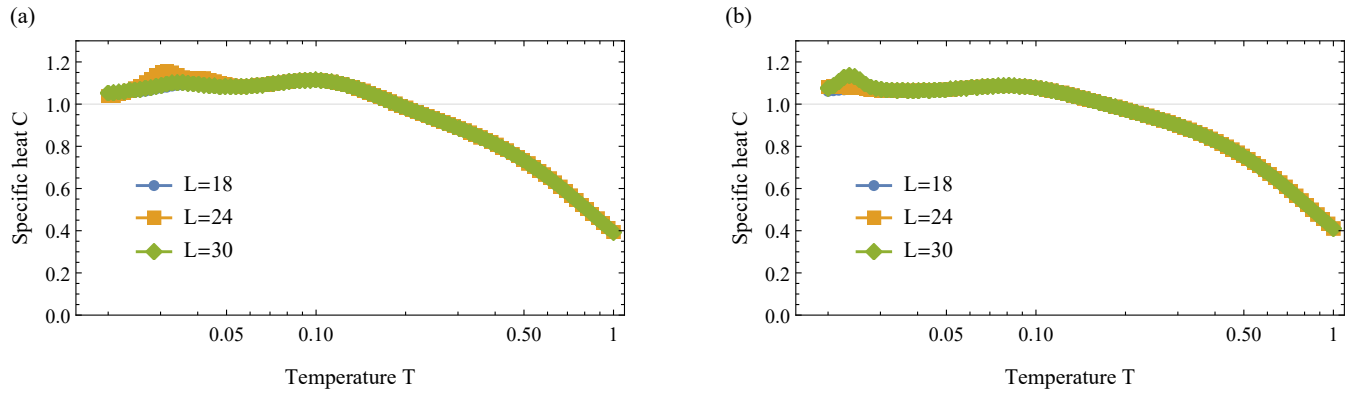 (a)
Specific heat C
1.2
1.0
0.8
0.6
0.4
0.2
0.0
L=18
L=24
L=30
0.05 0.10 0.50 1
Temperature T
(b)
Specific heat C
1.2
1.0
0.8
0.6
0.4
0.2
0.0
L=18
L=24
L=30
0.05 0.10 0.50 1
Temperature T